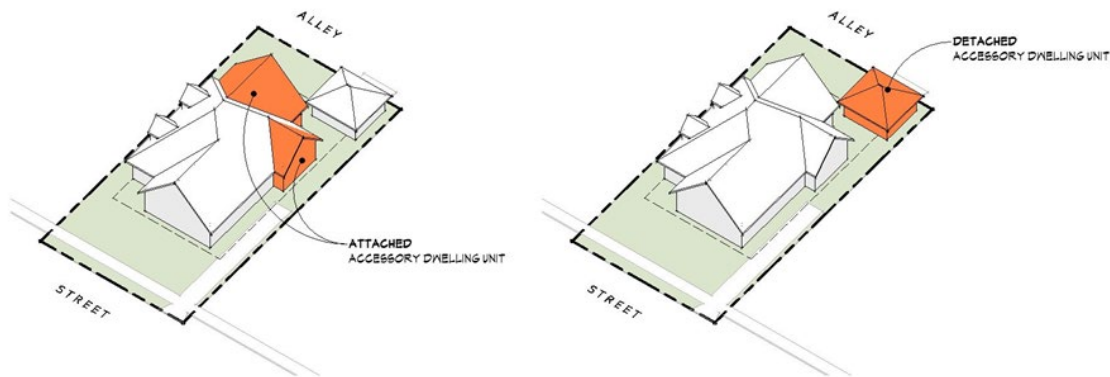 ALLEY
ATTACHED
ACCESSORY DWELLING UNIT
STREET
ALLEY
DETACHED
ACCESSORY DWELLING UNIT
STREET